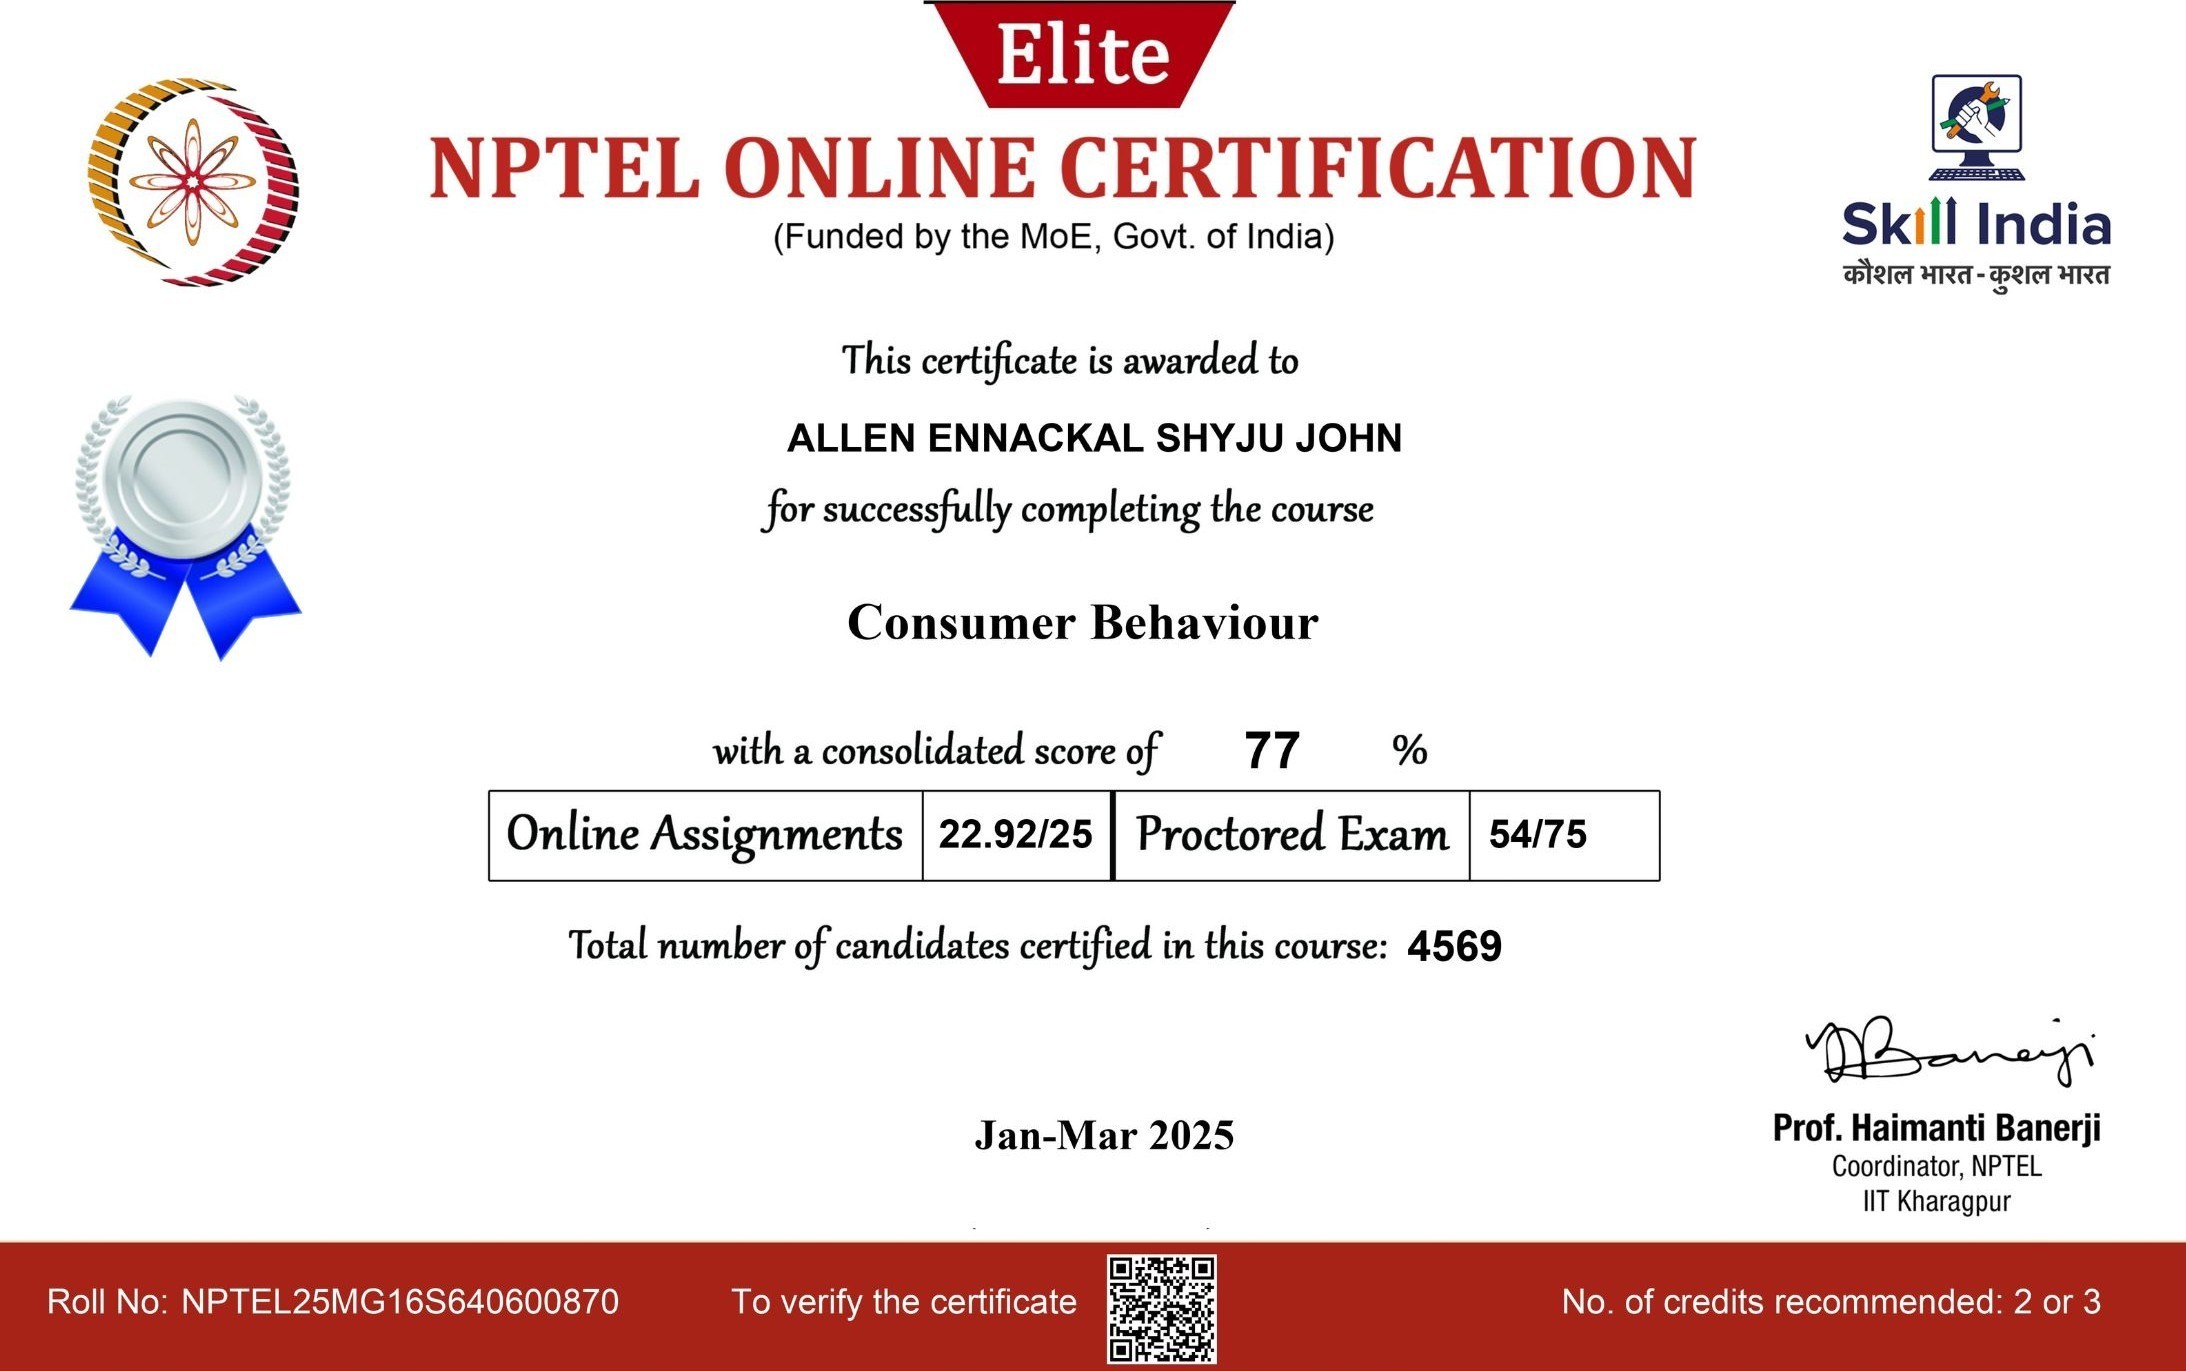 Elite
NPTEL ONLINE CERTIFICATION
(Funded by the MoE, Govt. of India)
Skill India
कौशल भारत - कुशल भारत
This certificate is awarded to
ALLEN ENNACKAL SHYJU JOHN
for successfully completing the course
Consumer Behaviour
with a consolidated score of 77 %
Online Assignments 22.92/25 Proctored Exam 54/75
Total number of candidates certified in this course: 4569
Jan-Mar 2025
Prof. Haimanti Banerji
Coordinator, NPTEL
IIT Kharagpur
Roll No: NPTEL25MG16S640600870 To verify the certificate No. of credits recommended: 2 or 3